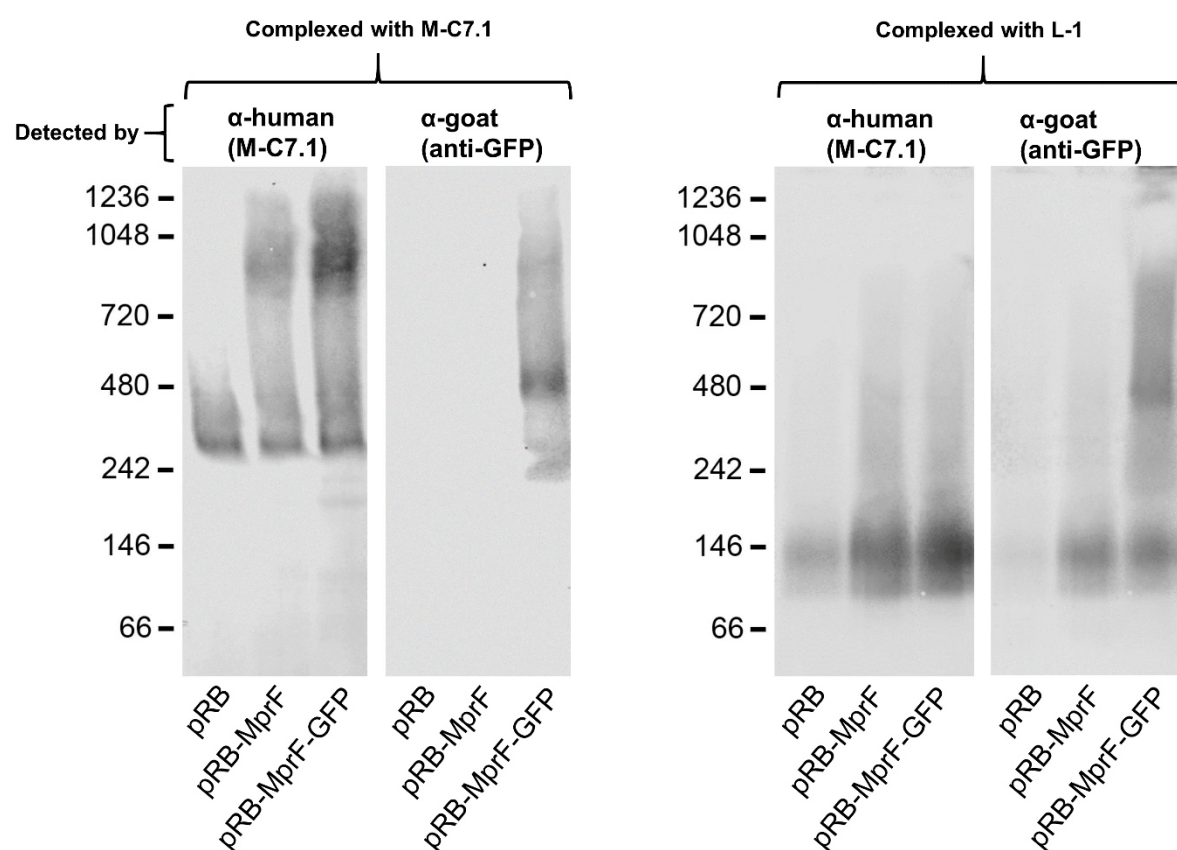 Complexed with M-C7.1
Complexed with L-1
Detected by
α-human
(M-C7.1)
α-goat
(anti-GFP)
α-human
(M-C7.1)
α-goat
(anti-GFP)
1236
1048
720
480
242
146
66
1236
1048
720
480
242
146
66
pRB
pRB-MprF
pRB-MprF-GFP
pRB
pRB-MprF
pRB-MprF-GFP
pRB
pRB-MprF
pRB-MprF-GFP
pRB
pRB-MprF
pRB-MprF-GFP